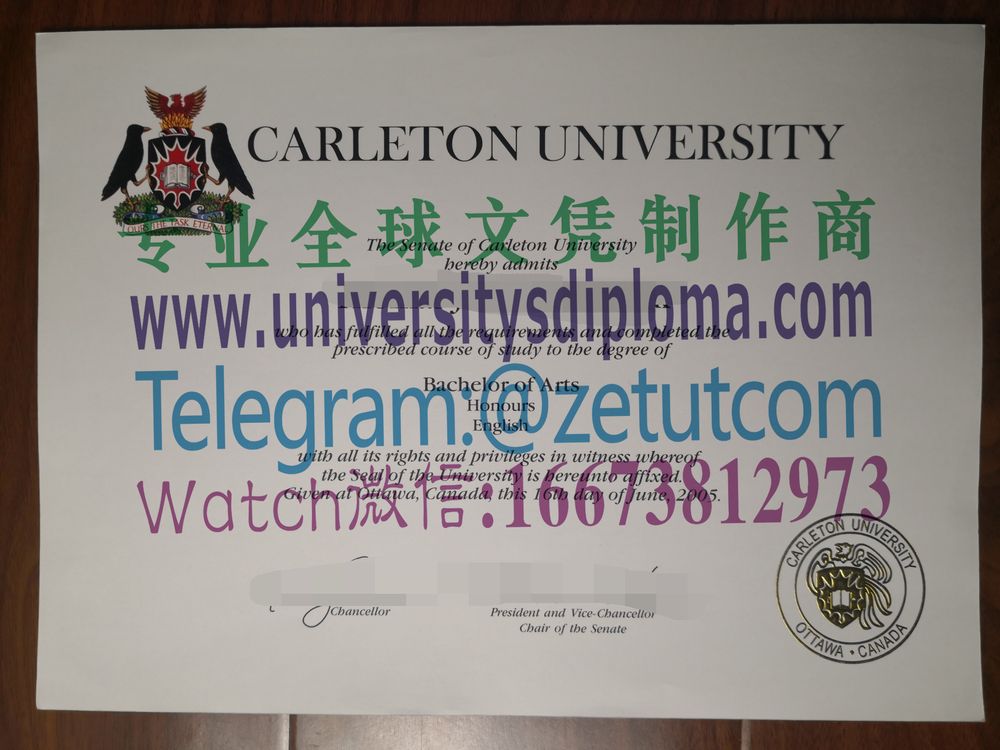 CARLETON UNIVERSITY
OURS THE TASK ETERNAL
专业全球文凭制作商
The Senate of Carleton University
hereby admits
www.universitysdiploma.com
who has fulfilled all the requirements and completed the
prescribed course of study to the degree of
Bachelor of Arts
Honours
English
Telegram:@zetutcom
with all its rights and privileges in witness whereof
the Seal of the University is hereunto affixed.
Given at Ottawa, Canada, this 16th day of June, 2005.
Watch微信:16673812973
Chancellor
President and Vice-Chancellor
Chair of the Senate
CARLETON UNIVERSITY
OTTAWA • CANADA